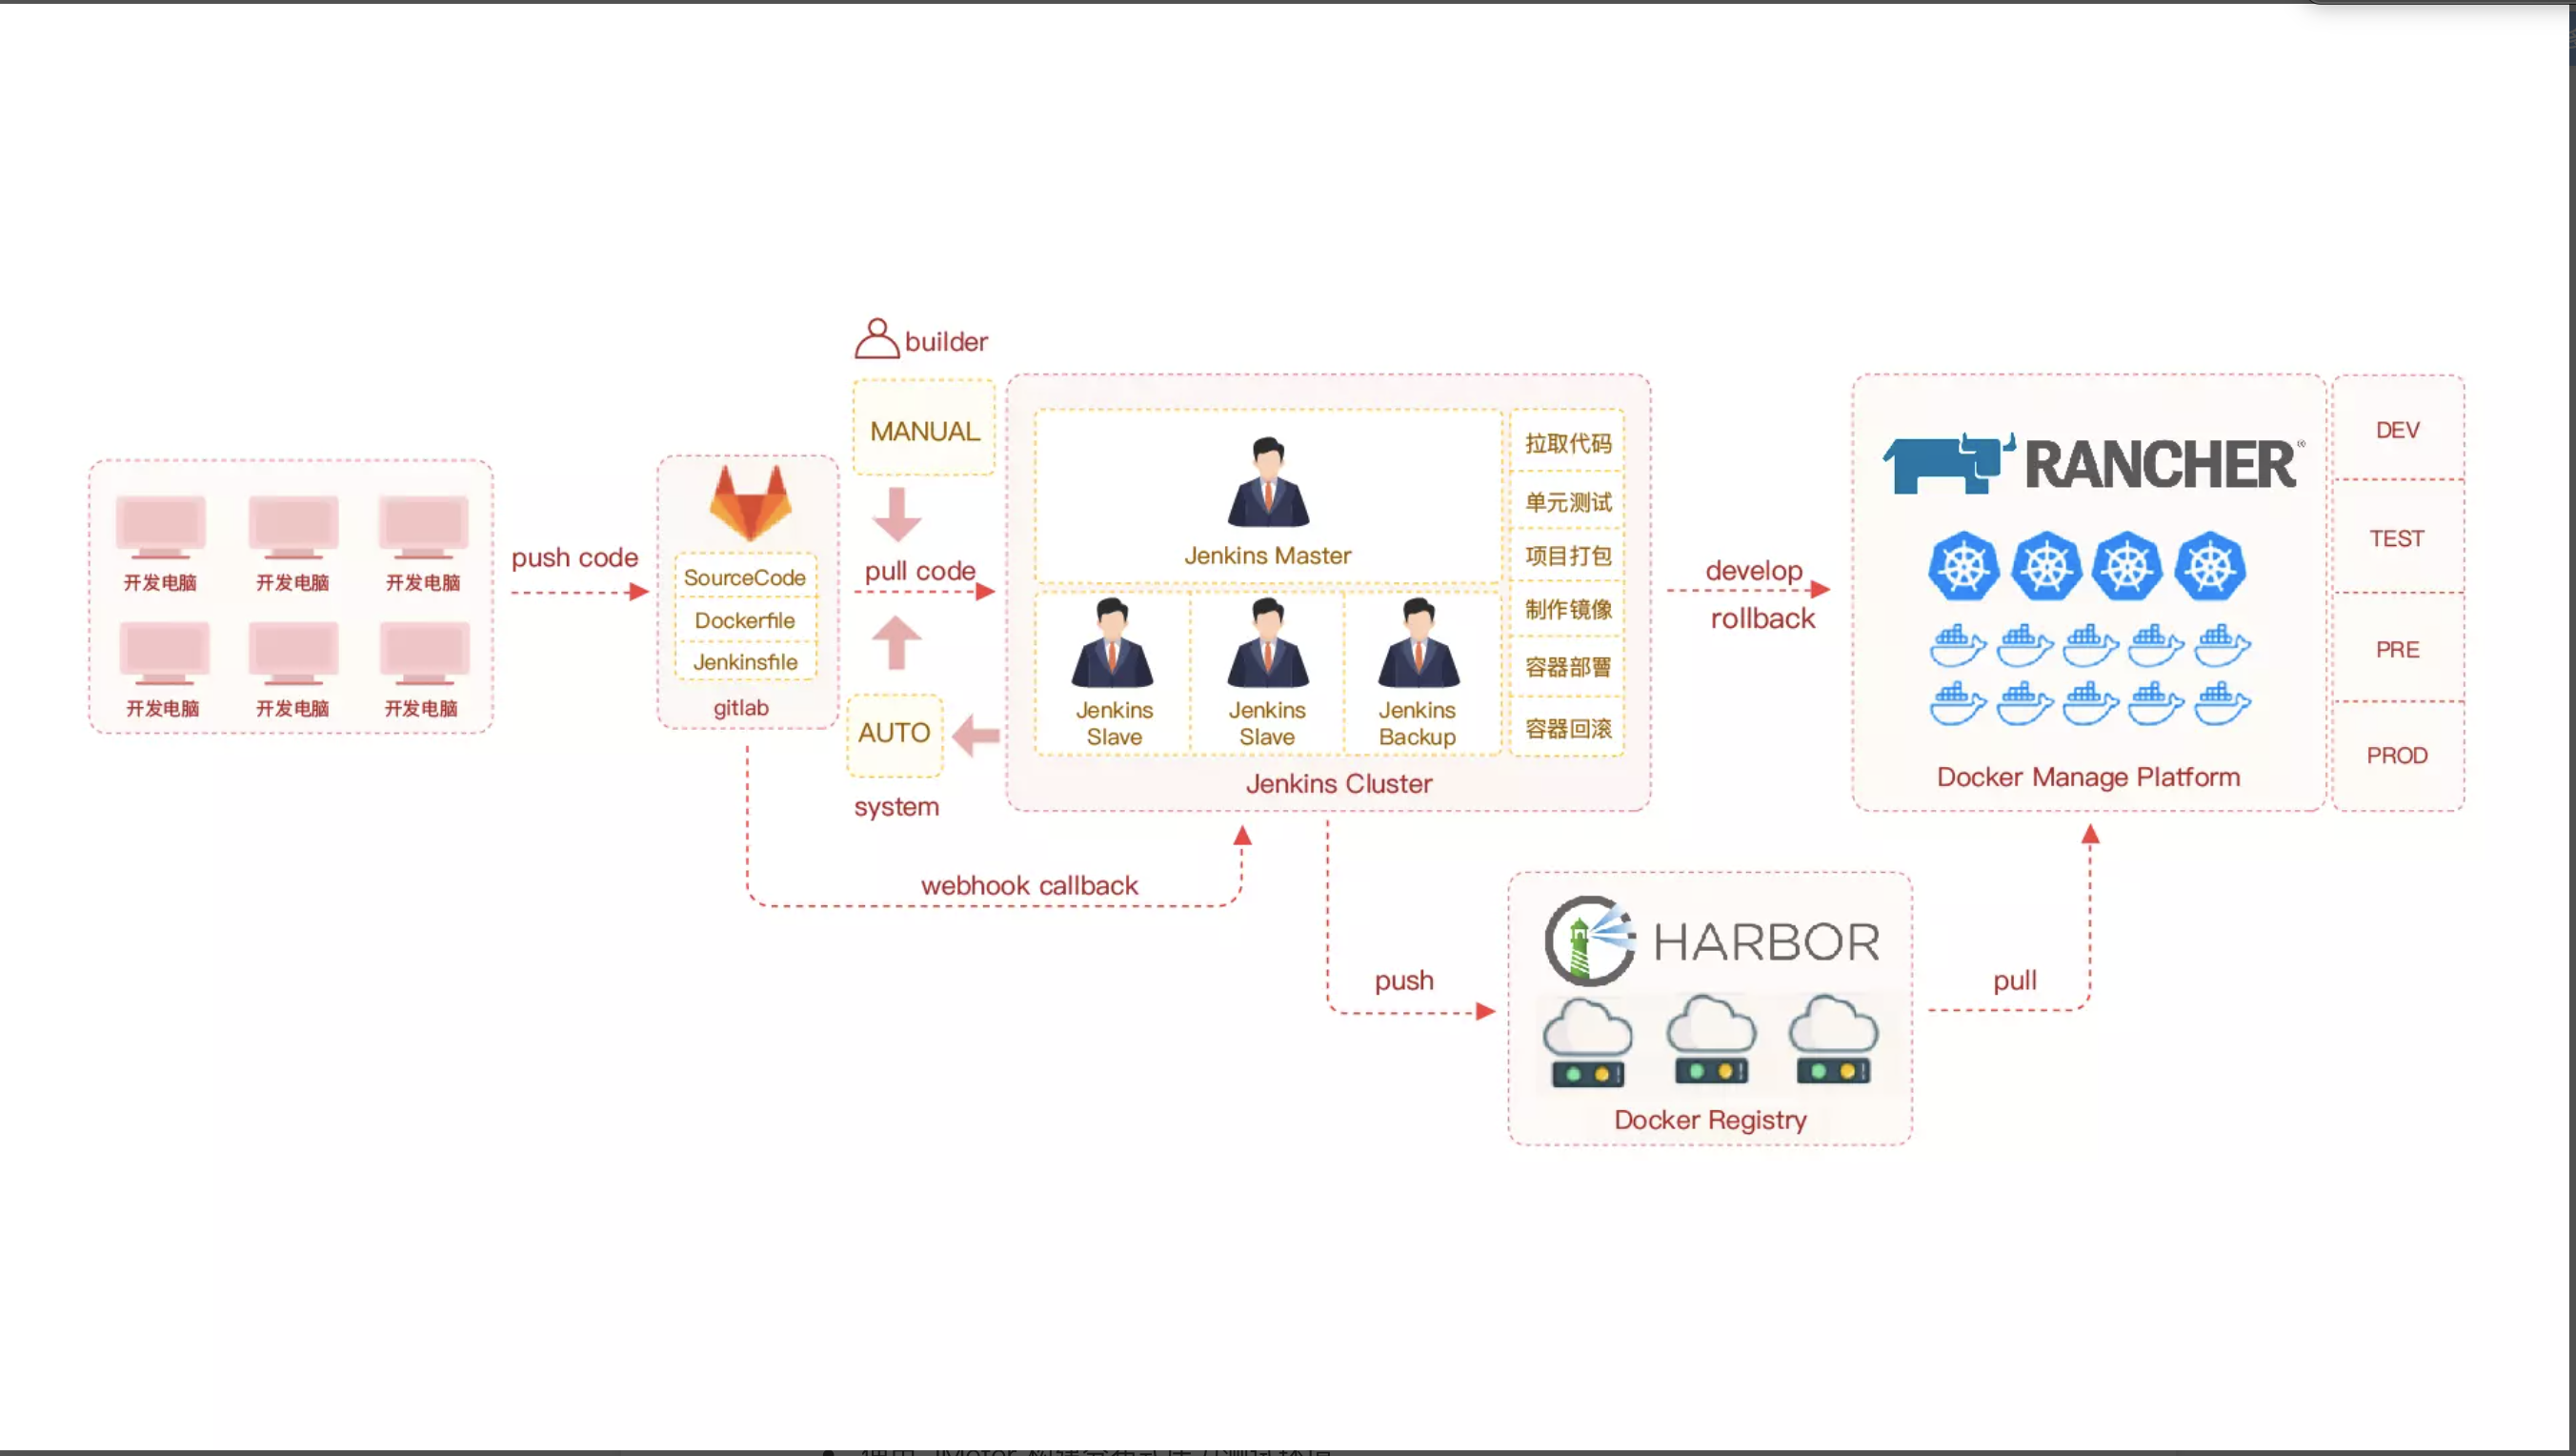 builder
MANUAL
开发电脑
开发电脑
开发电脑
开发电脑
开发电脑
开发电脑
push code
SourceCode
Dockerfile
Jenkinsfile
gitlab
pull code
AUTO
system
webhook callback
Jenkins Master
Jenkins
Slave
Jenkins
Slave
Jenkins
Backup
拉取代码
单元测试
项目打包
制作镜像
容器部署
容器回滚
Jenkins Cluster
develop
rollback
RANCHER®
Docker Manage Platform
DEV
TEST
PRE
PROD
push
HARBOR
Docker Registry
pull